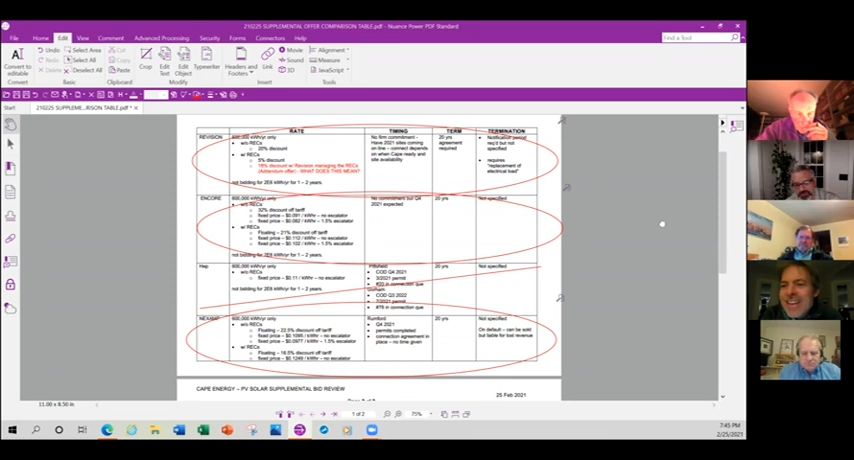 210225 SUPPLEMENTAL OFFER COMPARISON TABLE.pdf - Nuance Power PDF Standard
File Edit View Comment Advanced Processing Security Forms Connectors Help
Find a Tool
Undo Select Area Cut
Redo Select All Copy
Delete Deselect All Paste
Convert to editable
Crop
Edit Text
Edit Object
Typewriter
Headers and Footers
Link
Movie
Sound
3D
Alignment
Measure
JavaScript
Convert Basic Modify Insert Tools
Start 210225 SUPPLEME...RISON TABLE.pdf *
RATE TIMING TERM TERMINATION
REVISION
600,000 kWh/yr only
w/o RECs
20% discount
w/ RECs
5% discount
19% discount w/ Revision managing the RECs
(Addendum offer) - WHAT DOES THIS MEAN?
not bidding for 2E6 kWh/yr for 1 – 2 years.
No firm commitment -
Have 2021 sites coming
on line – connect depends
on when Cape ready and
site availability
20 yrs
agreement
required
Notification period
req'd but not
specified
requires
"replacement of
electrical load"
ENCORE
600,000 kWh/yr only
w/o RECs
32% discount off tariff
fixed price – $0.091 / kWhr – no escalator
fixed price – $0.082 / kWhr – 1.5% escalator
w/ RECs
Floating – 21% discount off tariff
fixed price – $0.112 / kWhr – no escalator
fixed price – $0.102 / kWhr – 1.5% escalator
not bidding for 2E6 kWh/yr for 1 – 2 years.
No commitment but Q4
2021 expected
20 yrs
Not specified
Hep
600,000 kWh/yr only
w/o RECs
fixed price – $0.11 / kWhr – no escalator
not bidding for 2E6 kWh/yr for 1 – 2 years.
Pittsfield
COD Q4 2021
3/2021 permit
#20 in connection que
COD Q3 2022
7/2021 permit
#76 in connection que
20 yrs
Not specified
NEXAMP
600,000 kWh/yr only
w/o RECs
Floating – 22.5% discount off tariff
fixed price – $0.1095 / kWhr – no escalator
fixed price – $0.0977 / kWhr – 1.5% escalator
w/ RECs
Floating – 16.5% discount off tariff
fixed price – $0.1249 / kWhr – no escalator
Rumford
Q4 2021
permits completed
connection agreement in
place – no time given
20 yrs
Not specified
On default – can be sold
but liable for lost revenue
CAPE ENERGY – PV SOLAR SUPPLEMENTAL BID REVIEW
25 Feb 2021
11.00 x 8.50 in
1 of 2
75%
7:45 PM
2/25/2021